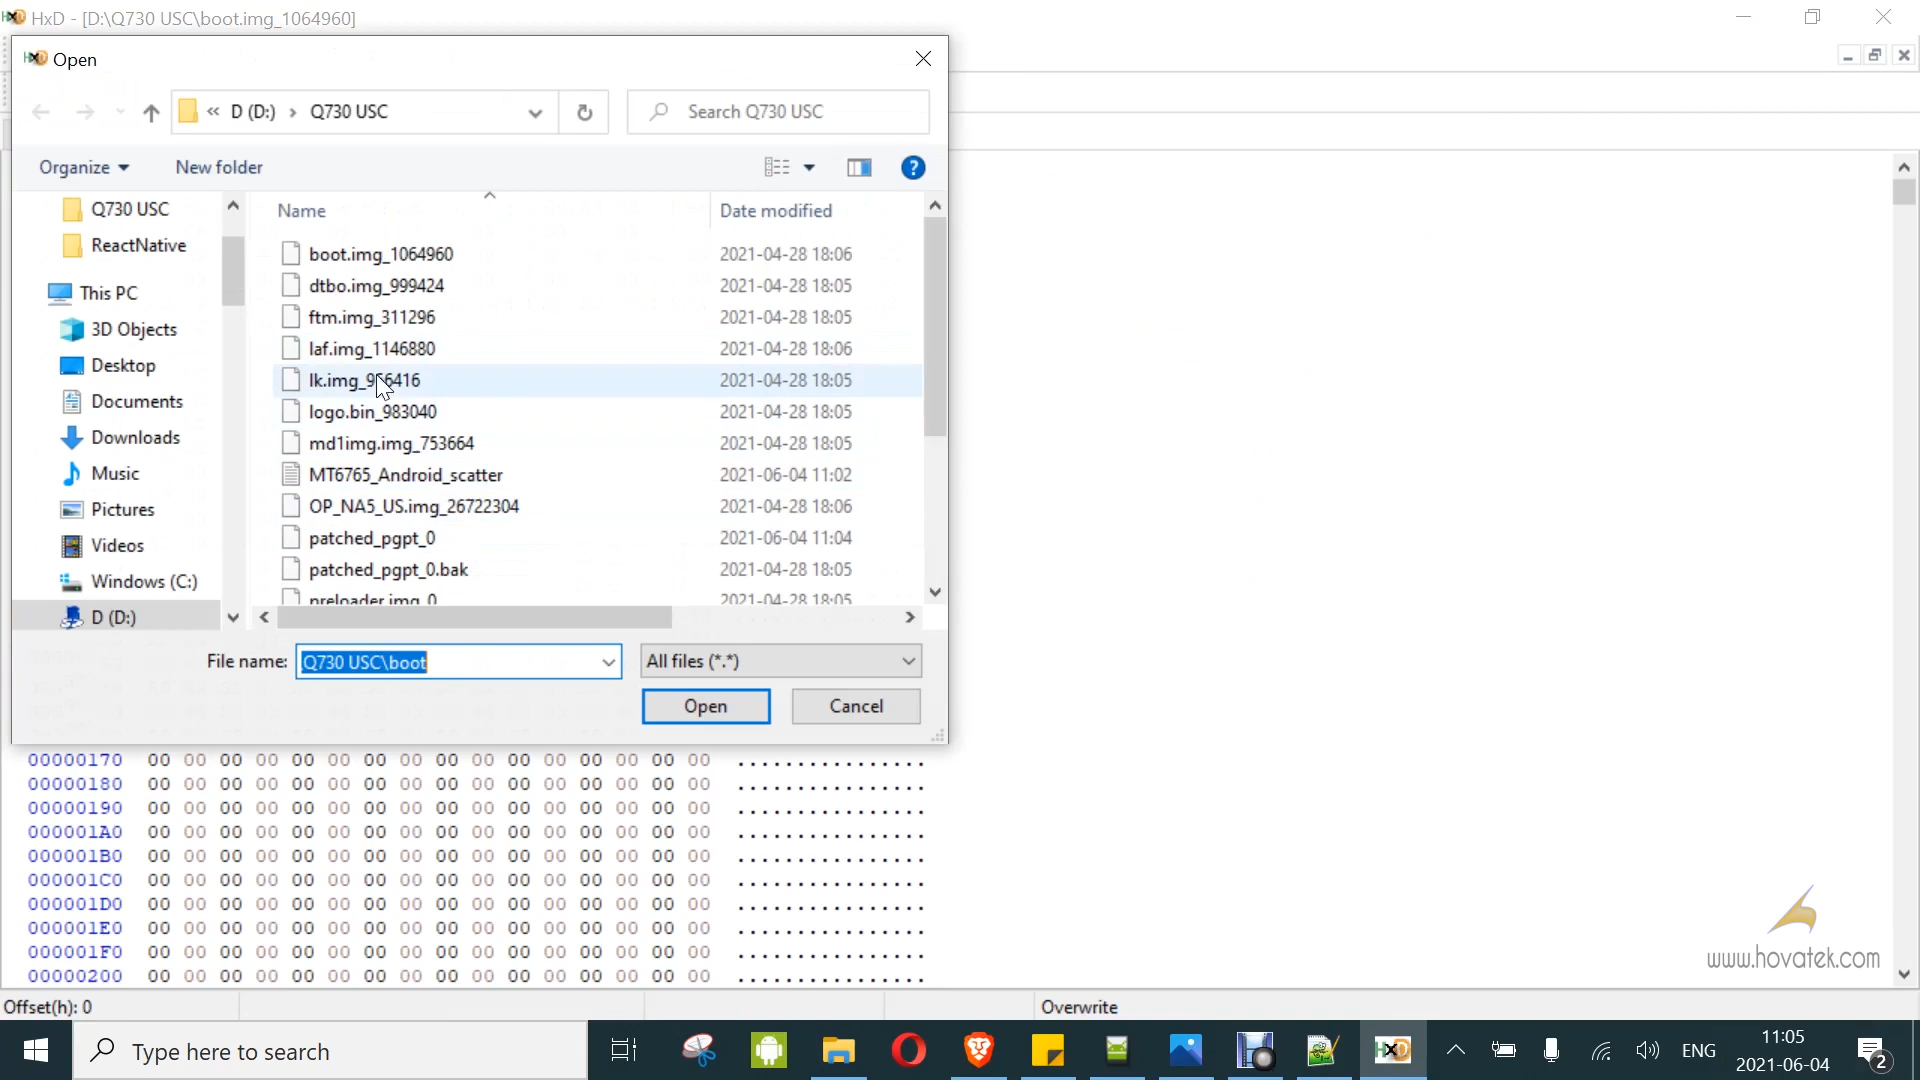 HxD - [D:\Q730 USC\boot.img_1064960]
Open
« D (D:) › Q730 USC
Search Q730 USC
Organize
New folder
Q730 USC
ReactNative
This PC
3D Objects
Desktop
Documents
Downloads
Music
Pictures
Videos
Windows (C:)
D (D:)
Name Date modified
boot.img_1064960 2021-04-28 18:06
dtbo.img_999424 2021-04-28 18:05
ftm.img_311296 2021-04-28 18:05
laf.img_1146880 2021-04-28 18:06
2021-04-28 18:05
logo.bin_983040 2021-04-28 18:05
md1img.img_753664 2021-04-28 18:05
MT6765_Android_scatter 2021-06-04 11:02
OP_NA5_US.img_26722304 2021-04-28 18:06
patched_pgpt_0 2021-06-04 11:04
patched_pgpt_0.bak 2021-04-28 18:05
preloader.img_0 2021-04-28 18:05
File name: Q730 USC\boot
All files (*.*)
Open Cancel
00000170 00 00 00 00 00 00 00 00 00 00 00 00 00 00 00 00 ................
00000180 00 00 00 00 00 00 00 00 00 00 00 00 00 00 00 00 ................
00000190 00 00 00 00 00 00 00 00 00 00 00 00 00 00 00 00 ................
000001A0 00 00 00 00 00 00 00 00 00 00 00 00 00 00 00 00 ................
000001B0 00 00 00 00 00 00 00 00 00 00 00 00 00 00 00 00 ................
000001C0 00 00 00 00 00 00 00 00 00 00 00 00 00 00 00 00 ................
000001D0 00 00 00 00 00 00 00 00 00 00 00 00 00 00 00 00 ................
000001E0 00 00 00 00 00 00 00 00 00 00 00 00 00 00 00 00 ................
000001F0 00 00 00 00 00 00 00 00 00 00 00 00 00 00 00 00 ................
00000200 00 00 00 00 00 00 00 00 00 00 00 00 00 00 00 00 ................
www.hovatek.com
Offset(h): 0
Overwrite
Type here to search
HxD
ENG
11:05
2021-06-04
2